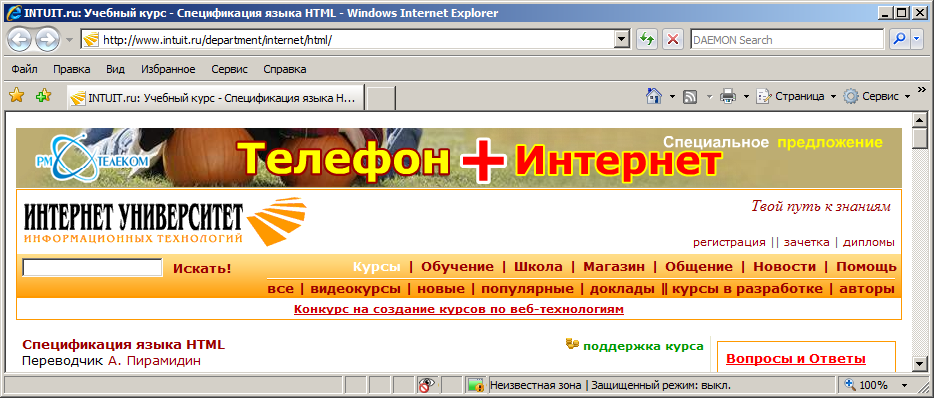 INTUIT.ru: Учебный курс - Спецификация языка HTML - Windows Internet Explorer
http://www.intuit.ru/department/internet/html/
DAEMON Search
Файл Правка Вид Избранное Сервис Справка
INTUIT.ru: Учебный курс - Спецификация языка H...
Страница Сервис »
РМ ТЕЛЕКОМ
Телефон + Интернет
Специальное предложение
ИНТЕРНЕТ УНИВЕРСИТЕТ
ИНФОРМАЦИОННЫХ ТЕХНОЛОГИЙ
Твой путь к знаниям
регистрация || зачетка | дипломы
Искать!
Курсы | Обучение | Школа | Магазин | Общение | Новости | Помощь
все | видеокурсы | новые | популярные | доклады || курсы в разработке | авторы
Конкурс на создание курсов по веб-технологиям
Спецификация языка HTML
Переводчик А. Пирамидин
поддержка курса
Вопросы и Ответы
Неизвестная зона | Защищенный режим: выкл.
100%